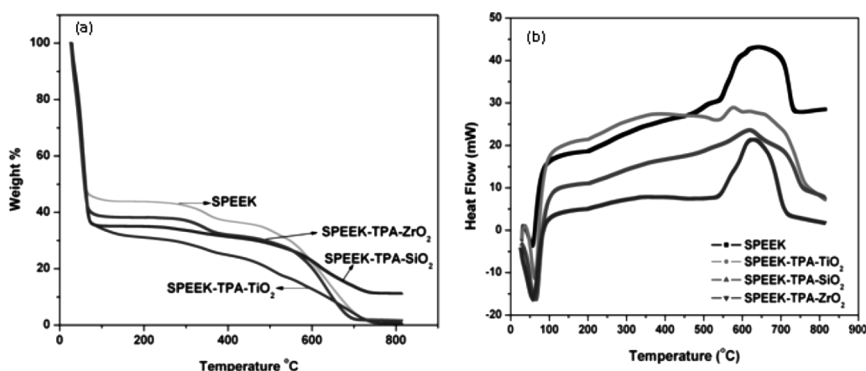 (a)
100
80
60
40
20
0
Weight %
SPEEK
SPEEK-TPA-ZrO₂
SPEEK-TPA-SiO₂
SPEEK-TPA-TiO₂
0 200 400 600 800
Temperature °C
(b)
50
40
30
20
10
0
-10
-20
Heat Flow (mW)
SPEEK
SPEEK-TPA-TiO₂
SPEEK-TPA-SiO₂
SPEEK-TPA-ZrO₂
0 100 200 300 400 500 600 700 800 900
Temperature (°C)